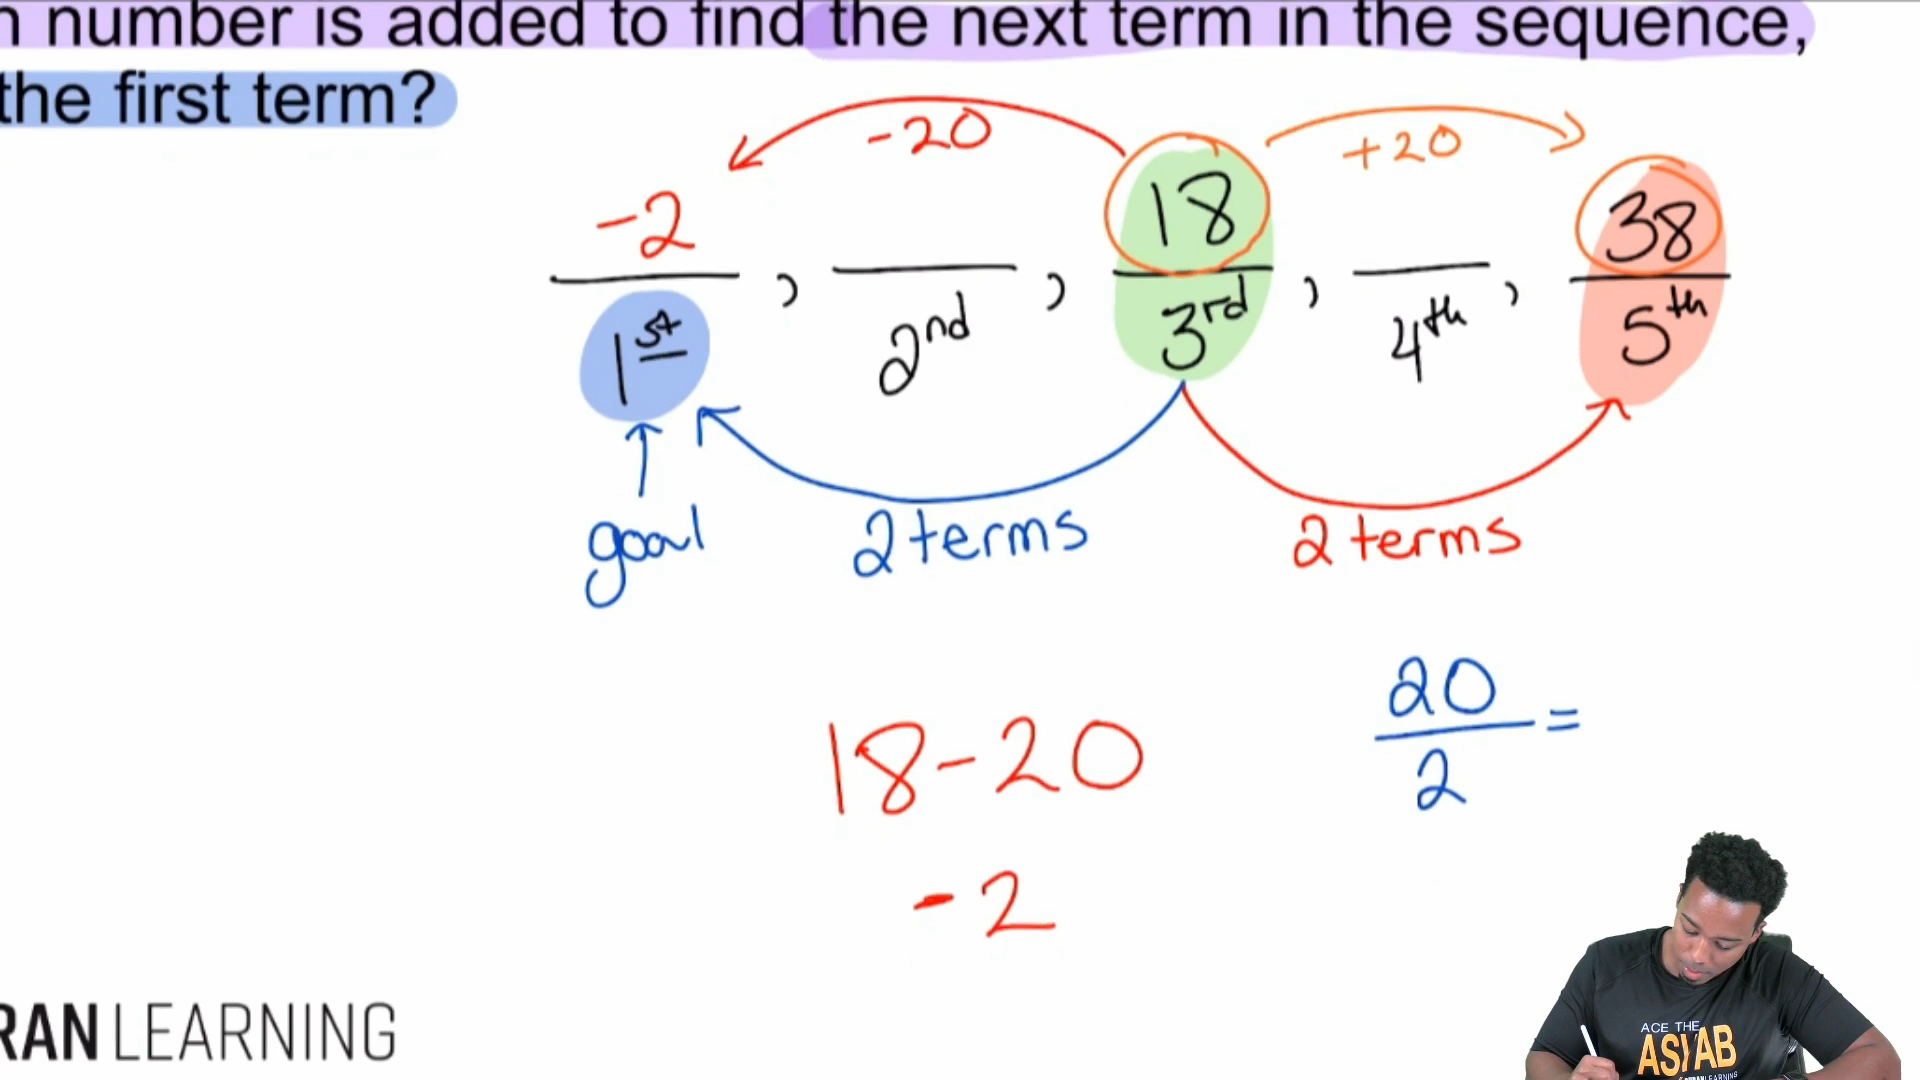 n number is added to find the next term in the sequence,
the first term?
-20
+20
-2 , , 18 , , 38
1st 2nd 3rd 4th 5th
goal 2 terms 2 terms
20
2 =
18-20
-2
RAN LEARNING
ACE THE
ASVAB
LEARNING